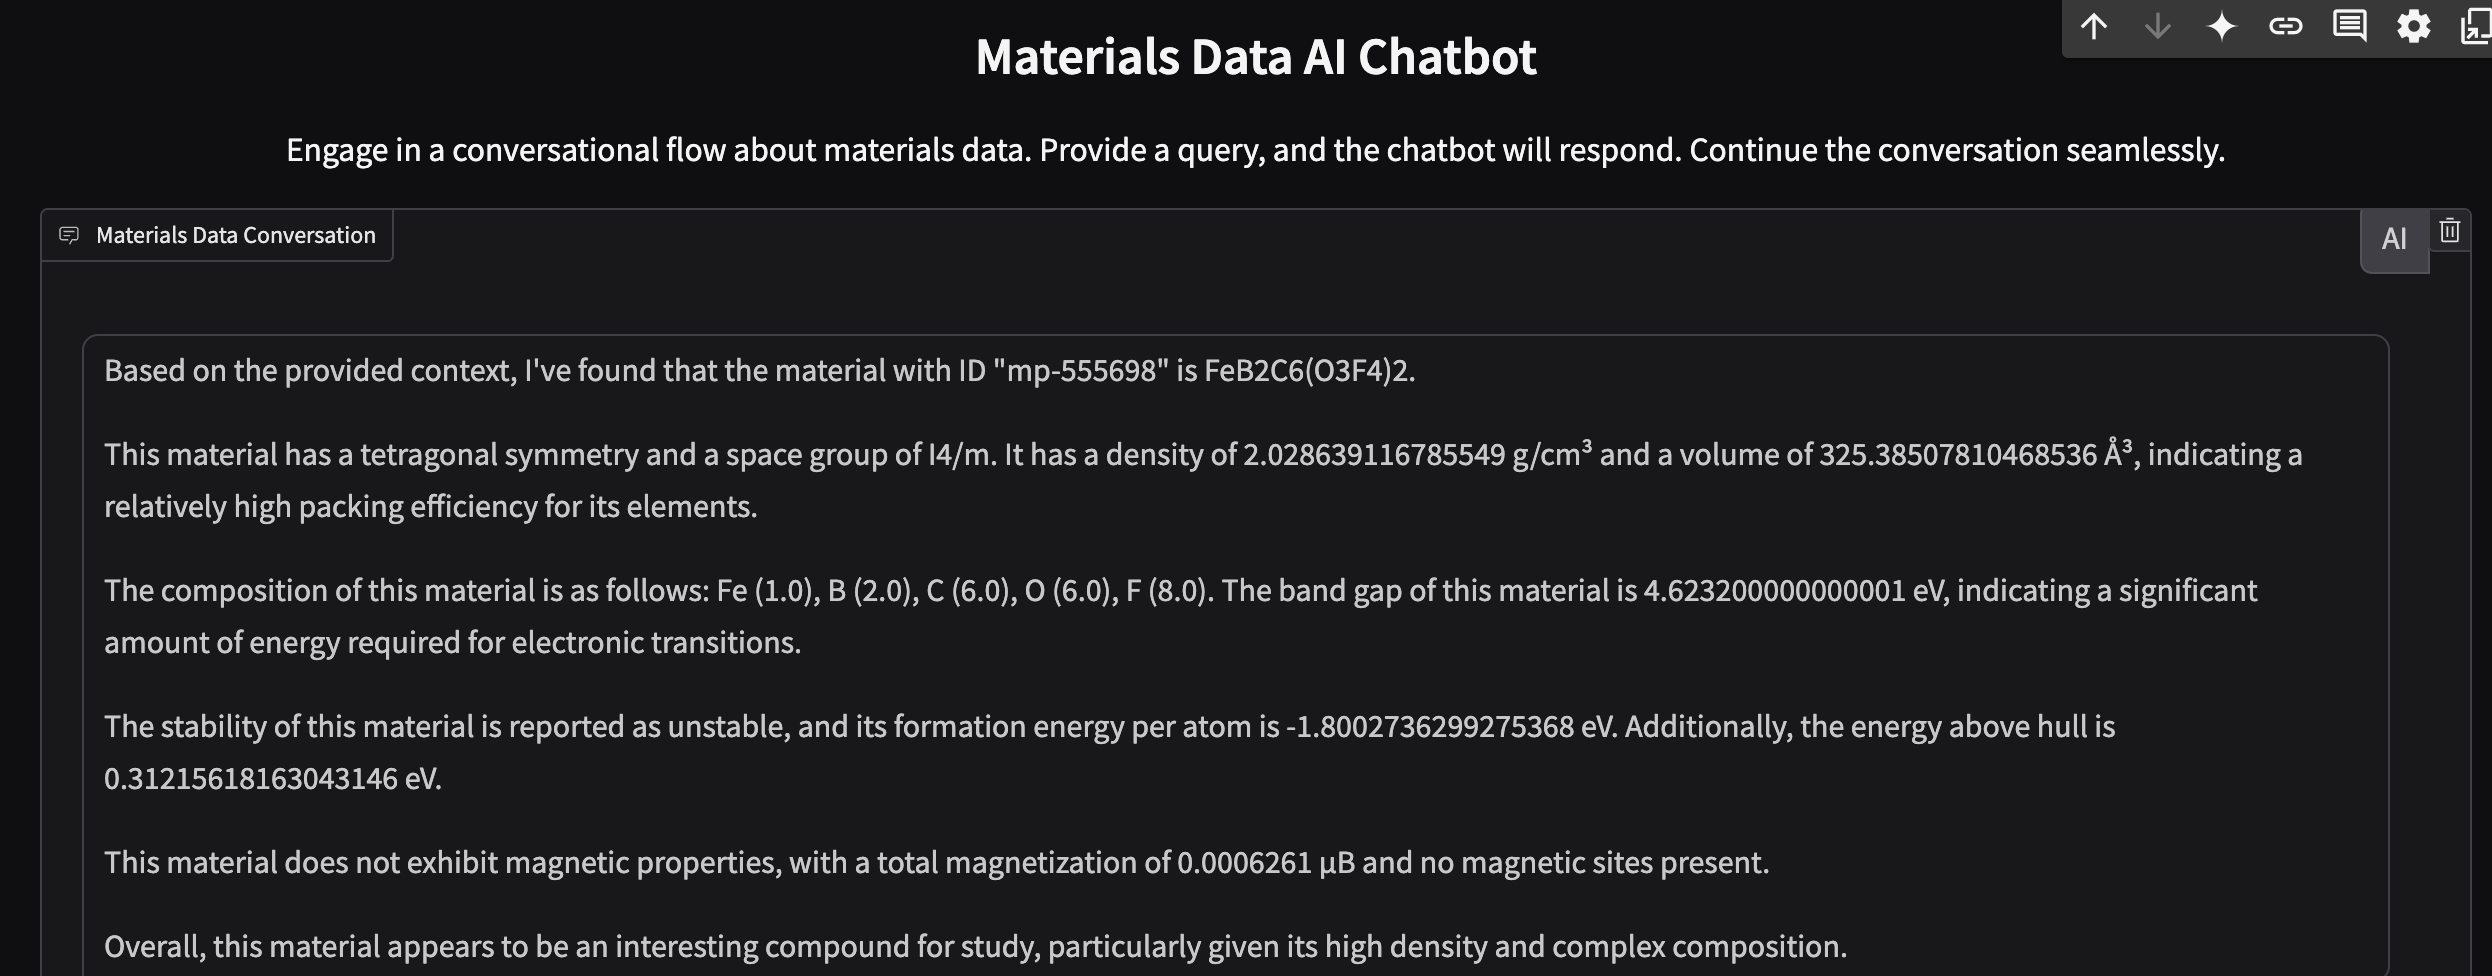 Materials Data AI Chatbot
Engage in a conversational flow about materials data. Provide a query, and the chatbot will respond. Continue the conversation seamlessly.
Materials Data Conversation
AI
Based on the provided context, I've found that the material with ID "mp-555698" is FeB2C6(O3F4)2.
This material has a tetragonal symmetry and a space group of I4/m. It has a density of 2.028639116785549 g/cm³ and a volume of 325.38507810468536 Å³, indicating a
relatively high packing efficiency for its elements.
The composition of this material is as follows: Fe (1.0), B (2.0), C (6.0), O (6.0), F (8.0). The band gap of this material is 4.623200000000001 eV, indicating a significant
amount of energy required for electronic transitions.
The stability of this material is reported as unstable, and its formation energy per atom is -1.8002736299275368 eV. Additionally, the energy above hull is
0.31215618163043146 eV.
This material does not exhibit magnetic properties, with a total magnetization of 0.0006261 μB and no magnetic sites present.
Overall, this material appears to be an interesting compound for study, particularly given its high density and complex composition.